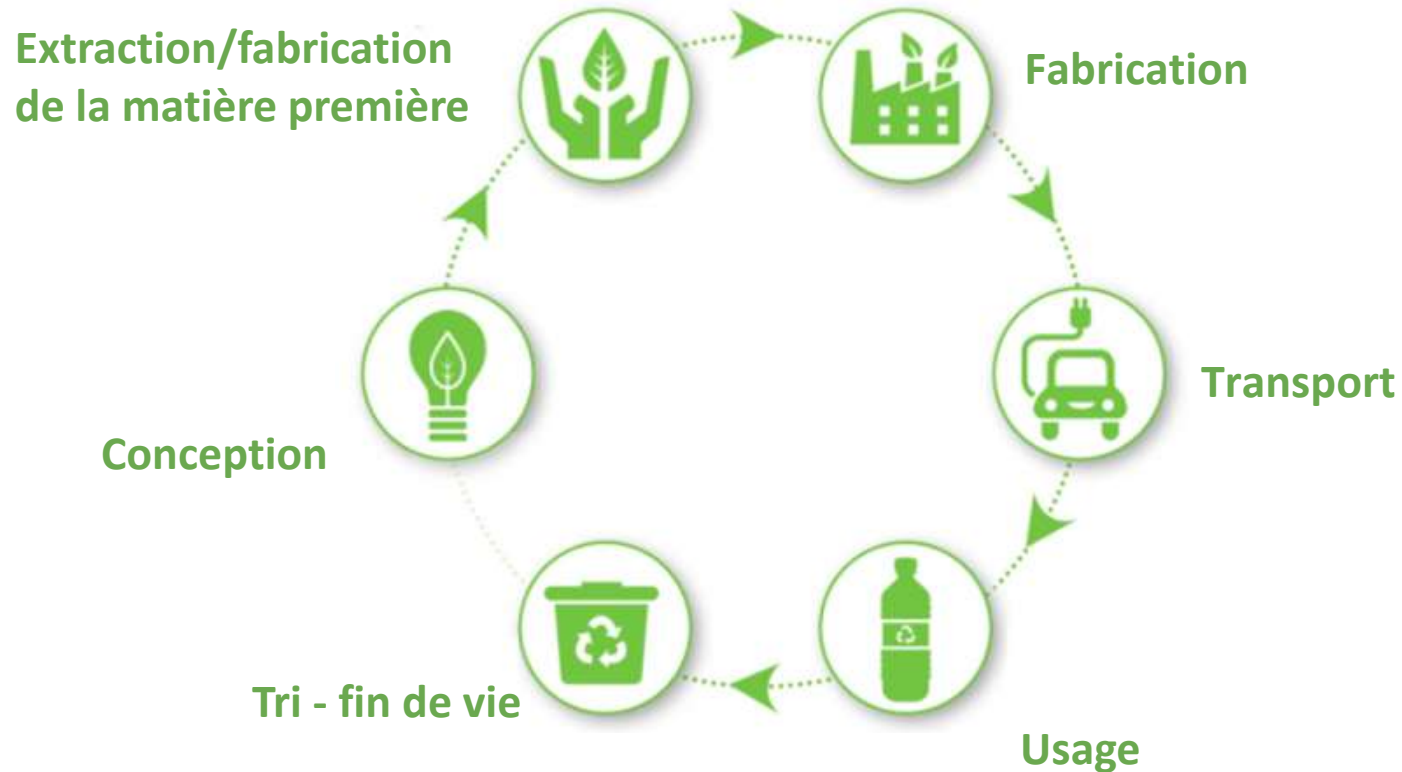 Extraction/fabrication
de la matière première
Fabrication
Transport
Conception
Tri - fin de vie
Usage